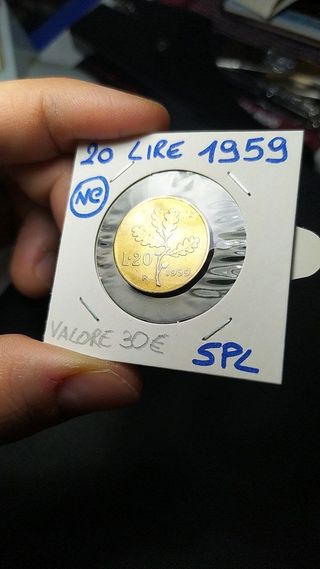 20 LIRE 1959
NC
L·20
R 1959
VALORE 30€
SPL